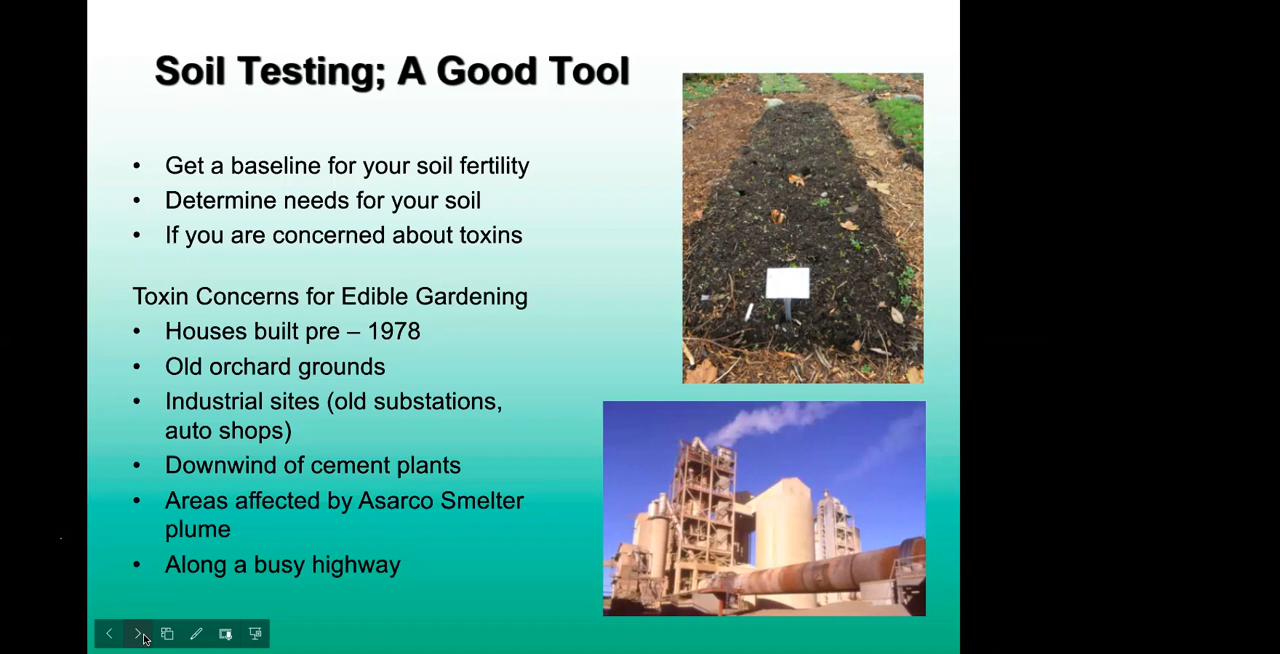 Soil Testing; A Good Tool
• Get a baseline for your soil fertility
• Determine needs for your soil
• If you are concerned about toxins
Toxin Concerns for Edible Gardening
• Houses built pre – 1978
• Old orchard grounds
• Industrial sites (old substations,
auto shops)
• Downwind of cement plants
• Areas affected by Asarco Smelter
plume
• Along a busy highway